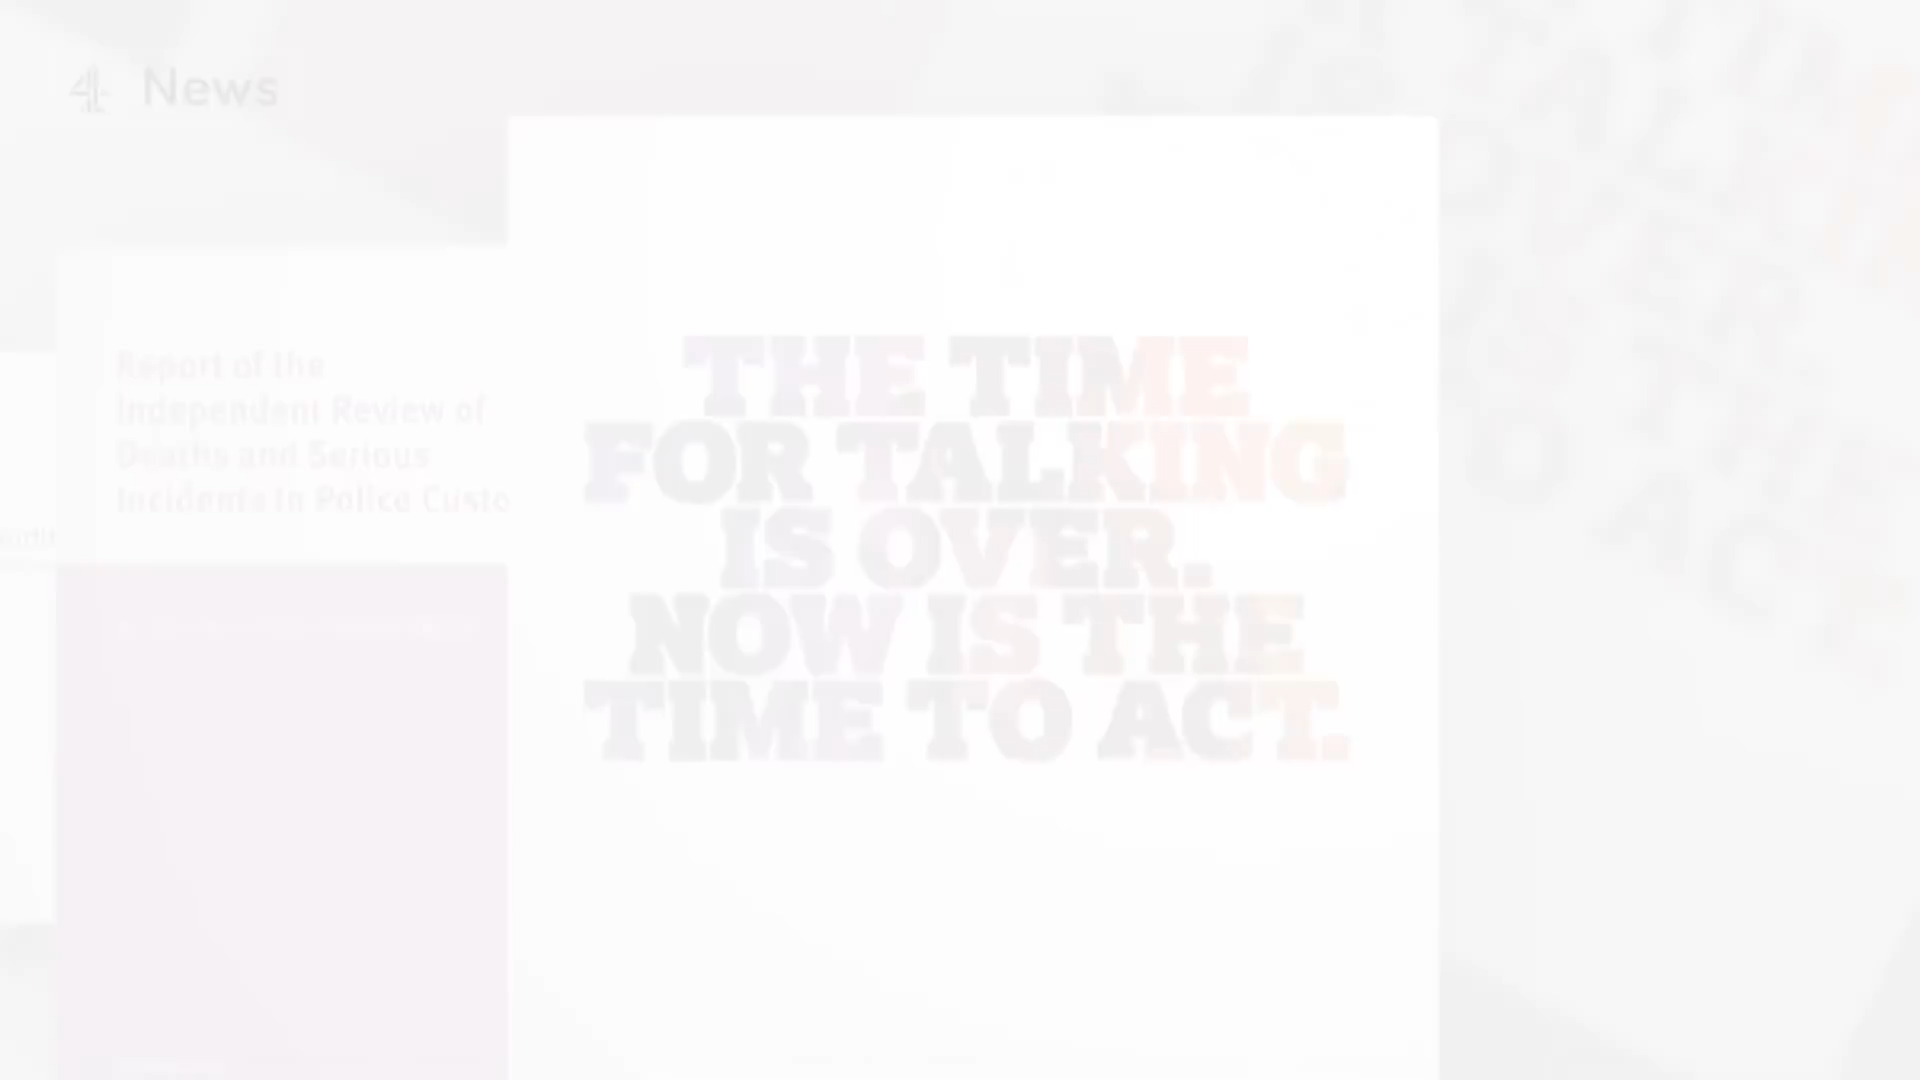 4 News
Report of the
Independent Review of
Deaths and Serious
Incidents in Police Custo
THE TIME
FOR TALKING
IS OVER.
NOW IS THE
TIME TO ACT.